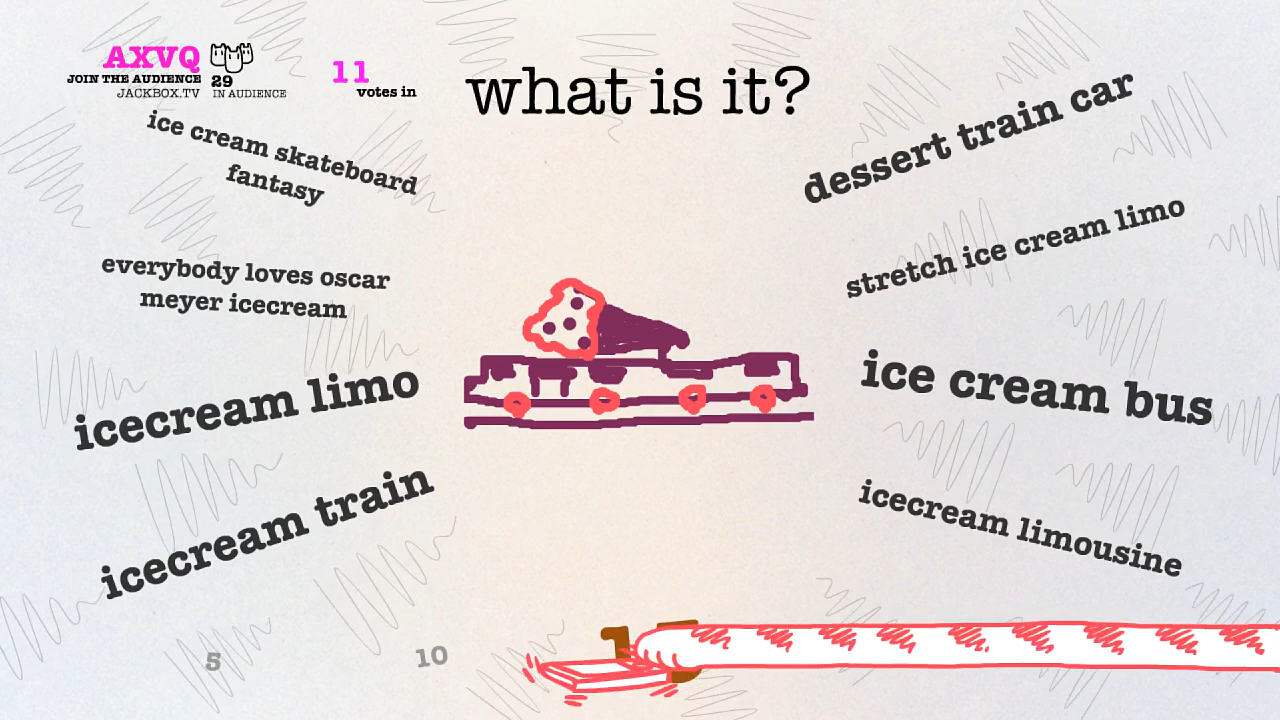 AXVQ
JOIN THE AUDIENCE
JACKBOX.TV
29
IN AUDIENCE
11
votes in
what is it?
ice cream skateboard
fantasy
everybody loves oscar
meyer icecream
icecream limo
icecream train
dessert train car
stretch ice cream limo
ice cream bus
icecream limousine
5
10